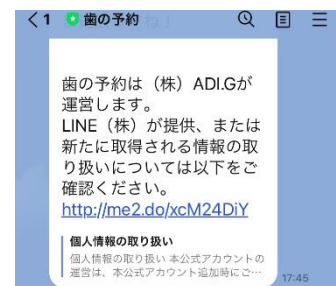 1 歯の予約
歯の予約は（株）ADI.Gが
運営します。
LINE（株）が提供、または
新たに取得される情報の取
り扱いについては以下をご
確認ください。
http://me2.do/xcM24DiY
個人情報の取り扱い
個人情報の取り扱い 本公式アカウントの
運営は、本公式アカウント追加時にご…
17:45